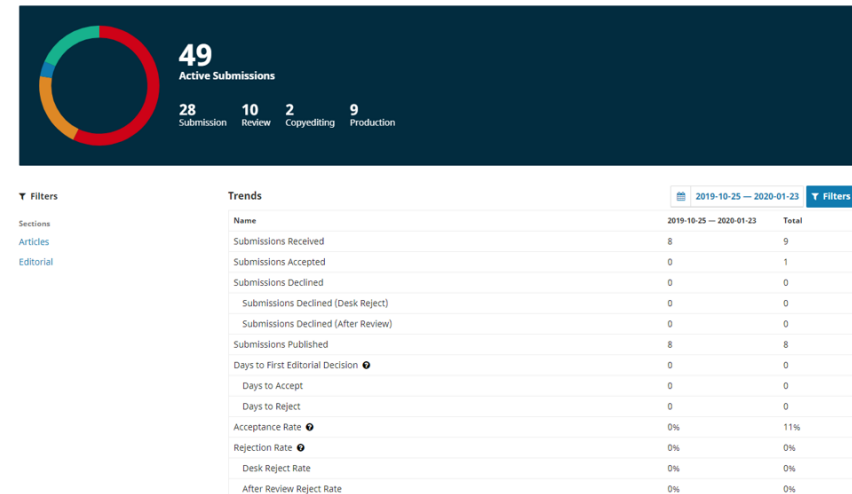 49
Active Submissions
28 10 2 9
Submission Review Copyediting Production
Filters
Sections
Articles
Editorial
Trends 2019-10-25 — 2020-01-23 Filters
Name 2019-10-25 — 2020-01-23 Total
Submissions Received 8 9
Submissions Accepted 0 1
Submissions Declined 0 0
Submissions Declined (Desk Reject) 0 0
Submissions Declined (After Review) 0 0
Submissions Published 8 8
Days to First Editorial Decision ? 0 0
Days to Accept 0 0
Days to Reject 0 0
Acceptance Rate ? 0% 11%
Rejection Rate ? 0% 0%
Desk Reject Rate 0% 0%
After Review Reject Rate 0% 0%